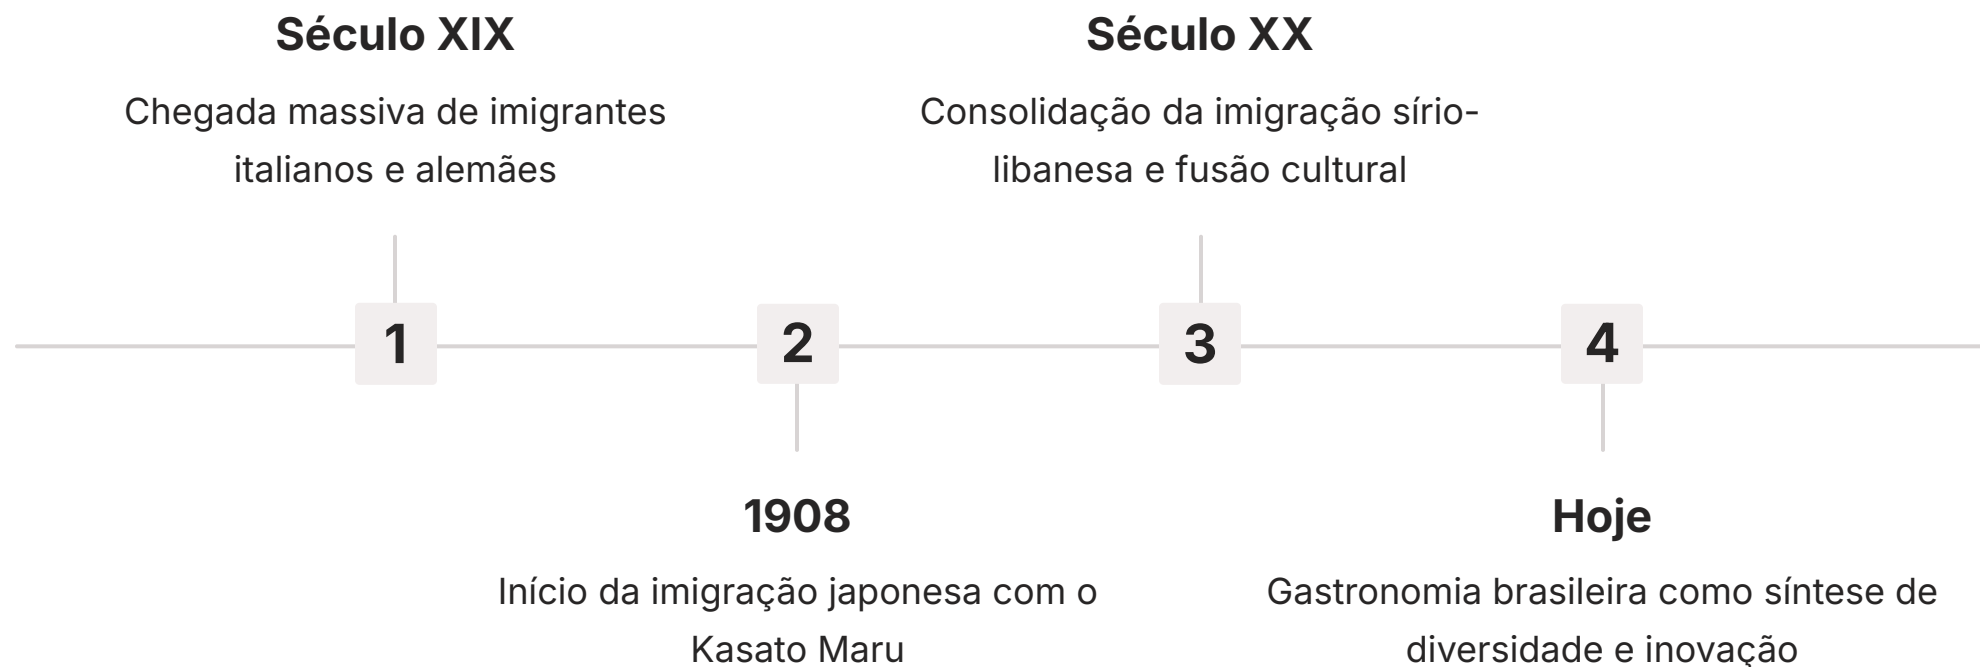 Século XIX
Chegada massiva de imigrantes
italianos e alemães
1
2
1908
Início da imigração japonesa com o
Kasato Maru
Século XX
Consolidação da imigração sírio-
libanesa e fusão cultural
3
4
Hoje
Gastronomia brasileira como síntese de
diversidade e inovação